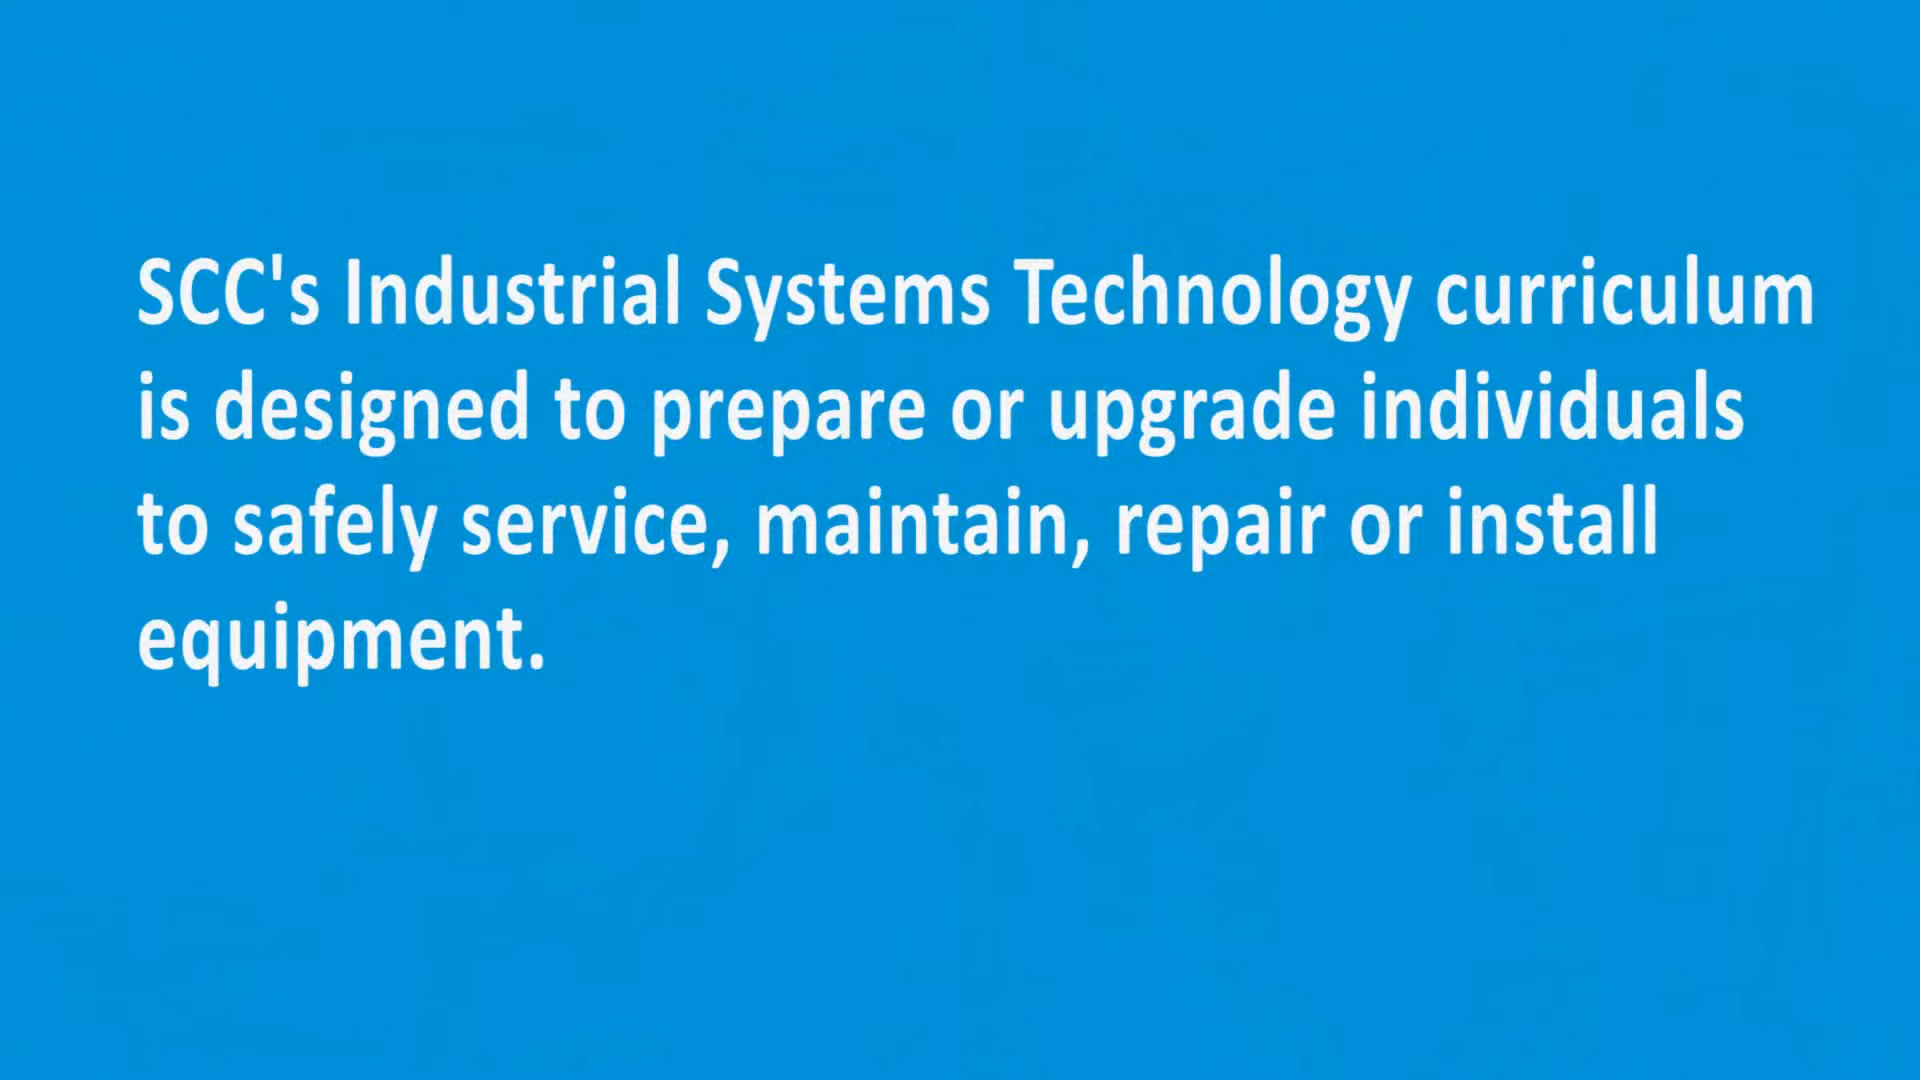 SCC's Industrial Systems Technology curriculum
is designed to prepare or upgrade individuals
to safely service, maintain, repair or install
equipment.